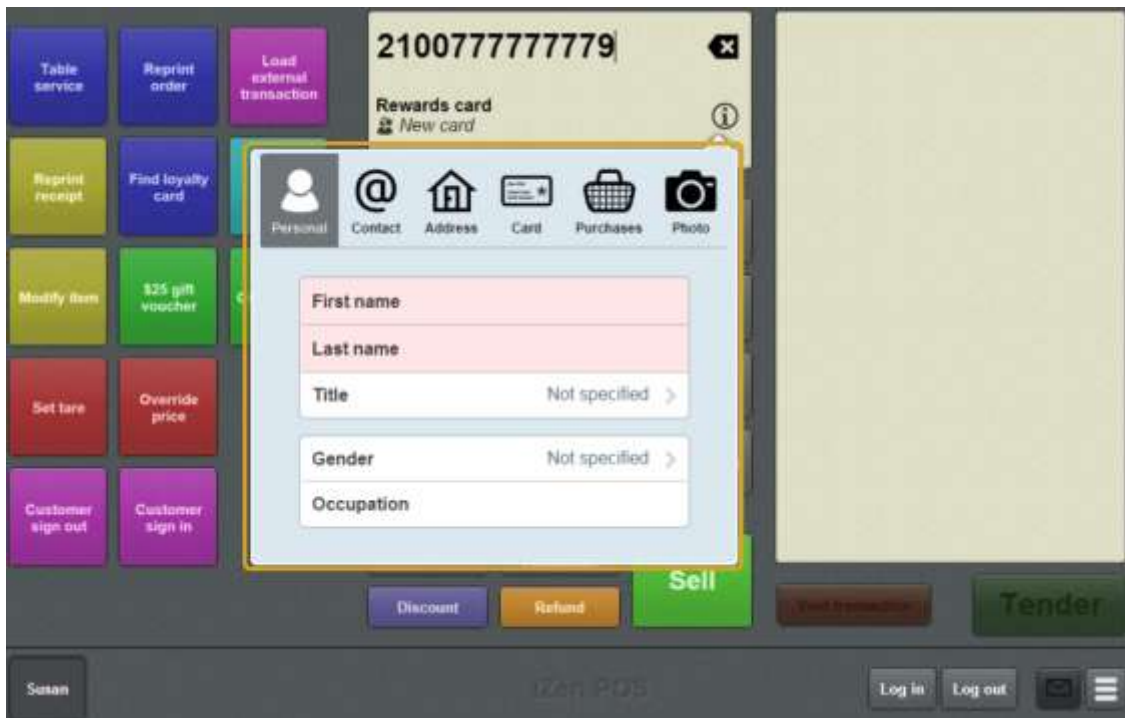 Table
service
Reprint
order
Load
external
transaction
2100777777779
Rewards card
New card
Reprint
receipt
Find loyalty
card
Personal
Contact
Address
Card
Purchases
Photo
Modify item
$25 gift
voucher
First name
Last name
Title
Not specified
Set tare
Override
price
Gender
Not specified
Occupation
Customer
sign out
Customer
sign in
Discount
Refund
Sell
Tender
Susan
iZen POS
Log in
Log out